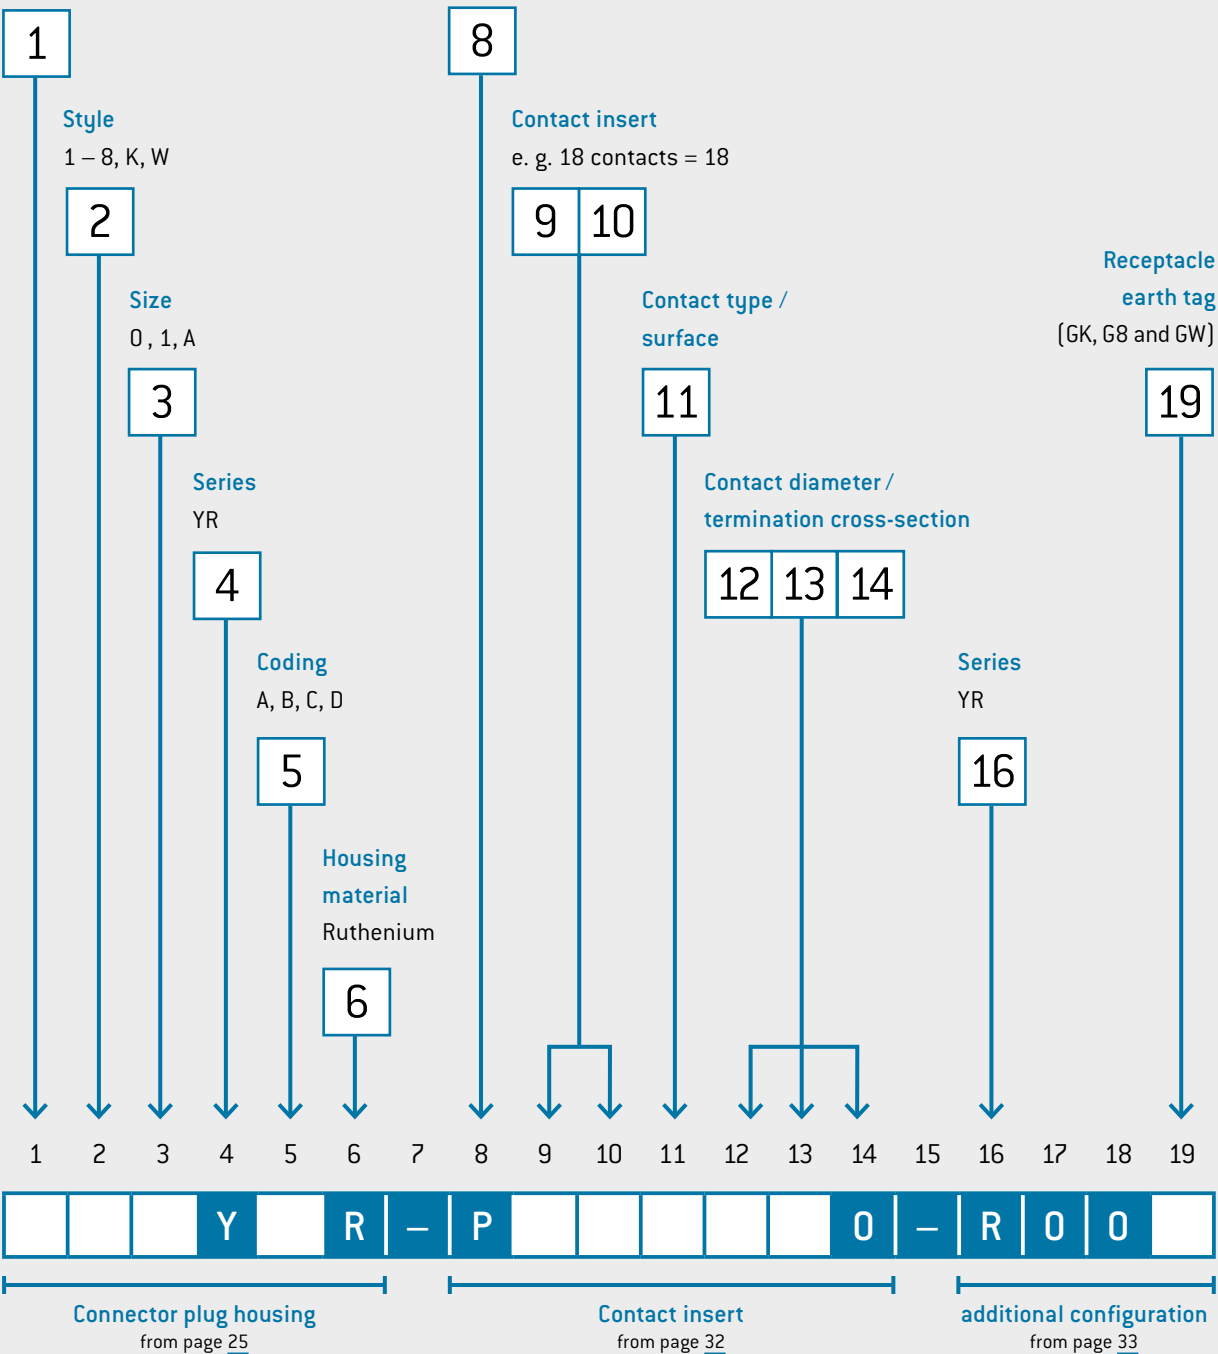 1
8
Style
1 – 8, K, W
Contact insert
e. g. 18 contacts = 18
2
9 10
Receptacle
earth tag
(GK, G8 and GW)
Size
0 , 1, A
Contact type /
surface
3
11
19
Series
YR
Contact diameter /
termination cross-section
4
12 13 14
Coding
A, B, C, D
Series
YR
5
16
Housing
material
Ruthenium
6
1 2 3 4 5 6 7 8 9 10 11 12 13 14 15 16 17 18 19
Y R – P 0 – R 0 0
Connector plug housing
from page 25
Contact insert
from page 32
additional configuration
from page 33